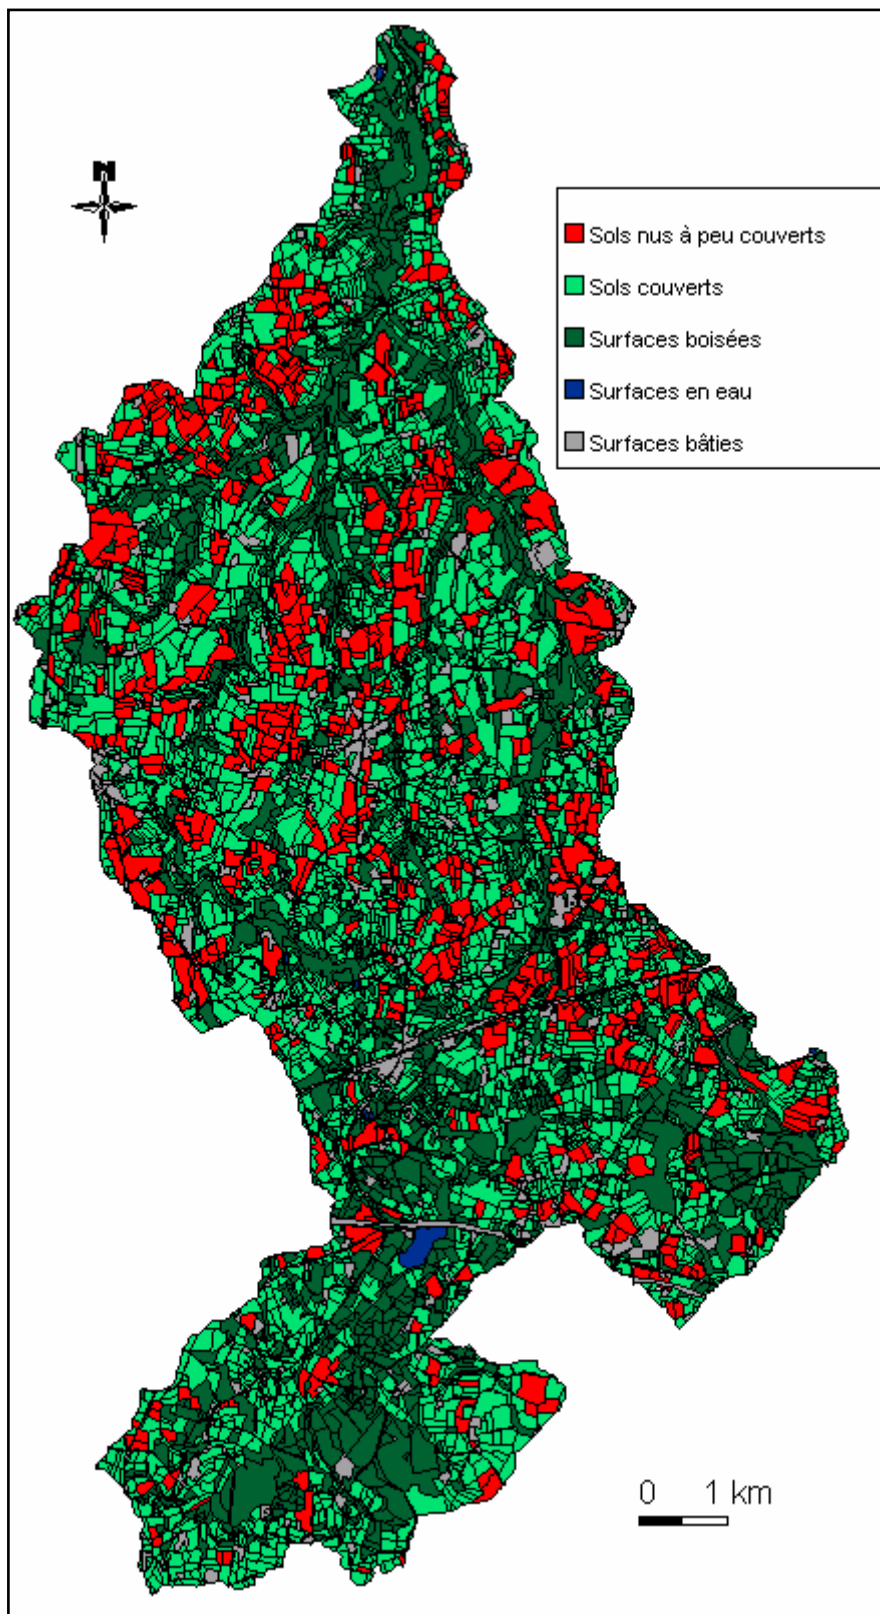 N
Sols nus à peu couverts
Sols couverts
Surfaces boisées
Surfaces en eau
Surfaces bâties
0 1 km